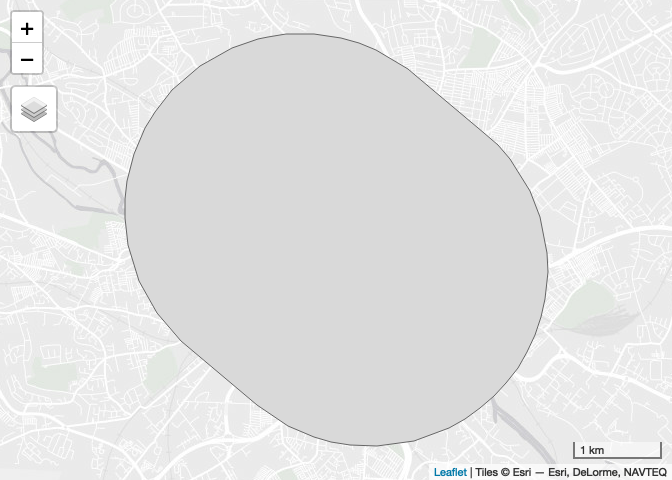 +
−
1 km
Leaflet | Tiles © Esri — Esri, DeLorme, NAVTEQ